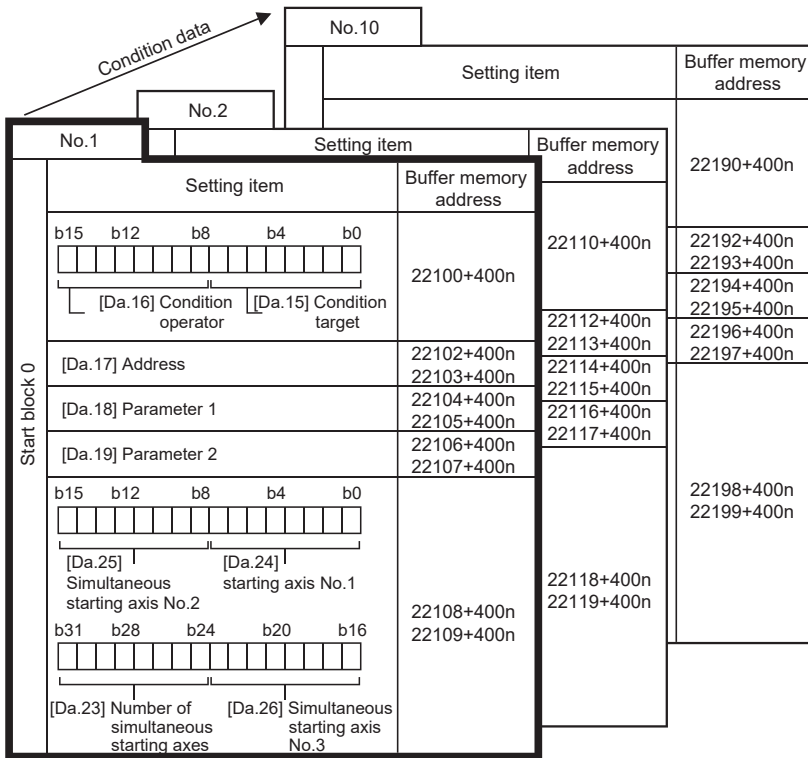 Condition data
No.10
Setting item
Buffer memory
address
22190+400n
22192+400n
22193+400n
22194+400n
22195+400n
22196+400n
22197+400n
22198+400n
22199+400n
No.2
Setting item
Buffer memory
address
22110+400n
22112+400n
22113+400n
22114+400n
22115+400n
22116+400n
22117+400n
22118+400n
22119+400n
No.1
Start block 0
Setting item
Buffer memory
address
b15 b12 b8 b4 b0
[Da.16] Condition
operator
[Da.15] Condition
target
22100+400n
[Da.17] Address
22102+400n
22103+400n
[Da.18] Parameter 1
22104+400n
22105+400n
[Da.19] Parameter 2
22106+400n
22107+400n
b15 b12 b8 b4 b0
[Da.25]
Simultaneous
starting axis No.2
[Da.24]
starting axis No.1
b31 b28 b24 b20 b16
[Da.23] Number of
simultaneous
starting axes
[Da.26] Simultaneous
starting axis
No.3
22108+400n
22109+400n